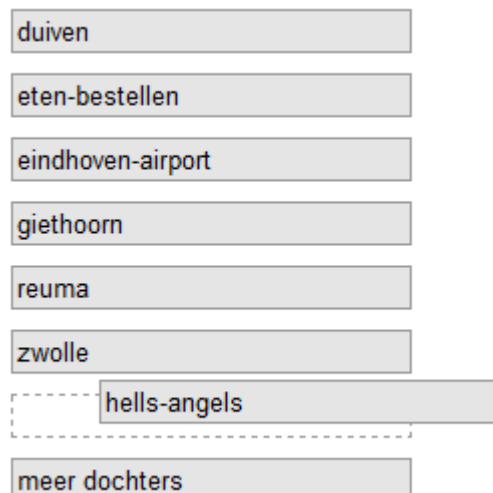 duiven
eten-bestellen
eindhoven-airport
giethoorn
reuma
zwolle
hells-angels
meer dochters